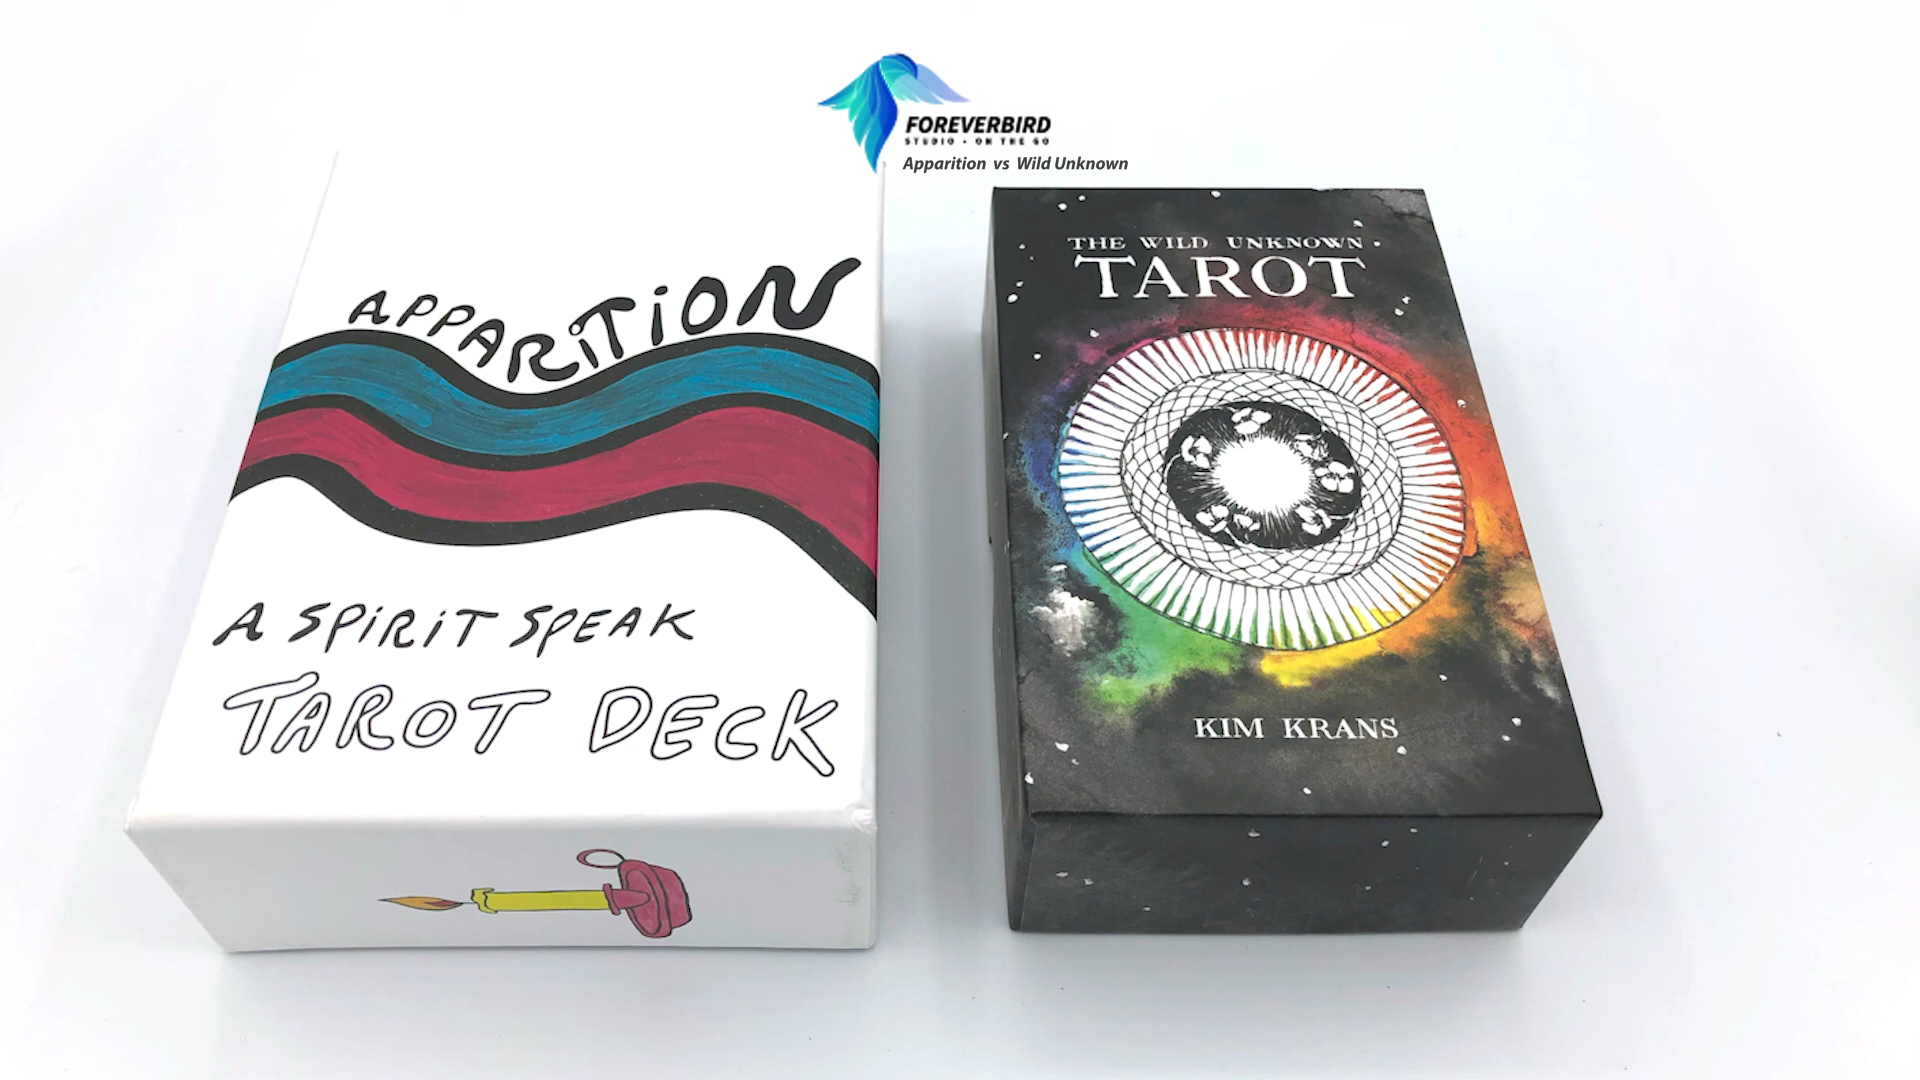 FOREVERBIRD
STUDIO • ON THE GO
Apparition vs Wild Unknown
APPARiTiON
A SPiRiT SPEAK
TAROT DECK
THE WILD UNKNOWN
TAROT
KIM KRANS